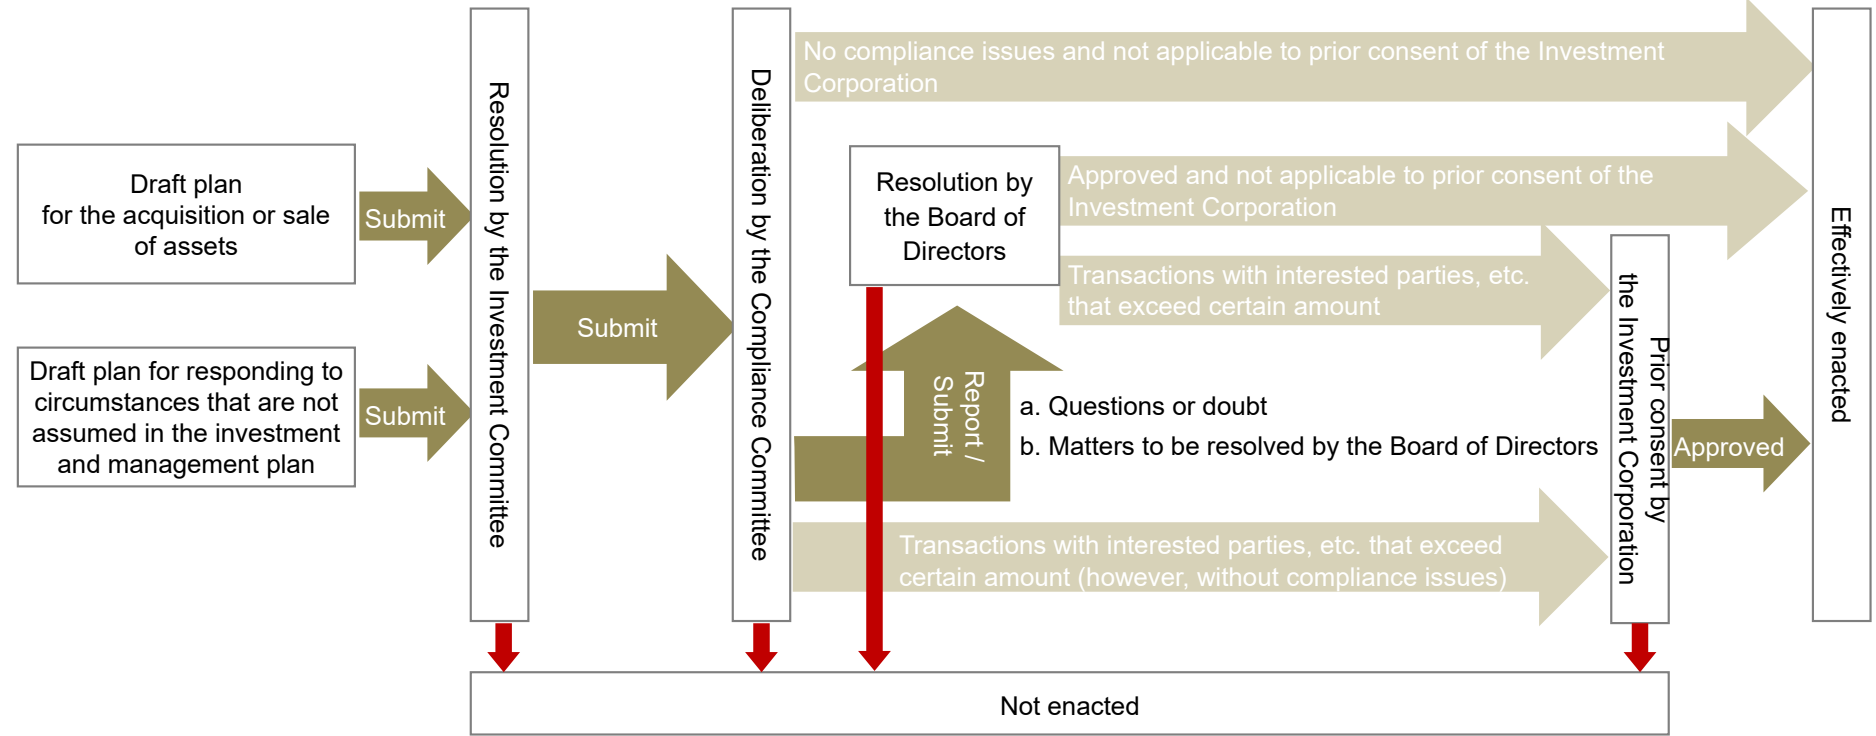 Draft plan
for the acquisition or sale
of assets
Submit
Draft plan for responding to
circumstances that are not
assumed in the investment
and management plan
Submit
Resolution by the Investment Committee
Submit
Deliberation by the Compliance Committee
No compliance issues and not applicable to prior consent of the Investment
Corporation
Resolution by
the Board of
Directors
Approved and not applicable to prior consent of the
Investment Corporation
Transactions with interested parties, etc.
that exceed certain amount
Report /
Submit
a. Questions or doubt
b. Matters to be resolved by the Board of Directors
Transactions with interested parties, etc. that exceed
certain amount (however, without compliance issues)
Prior consent by
the Investment Corporation
Approved
Effectively enacted
Not enacted